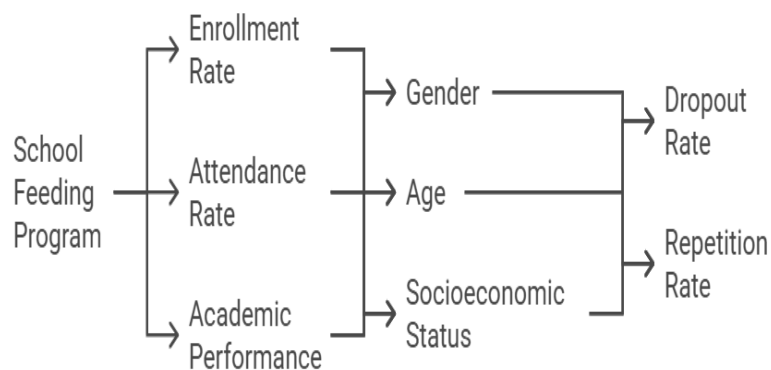 School
Feeding
Program
Enrollment
Rate
Attendance
Rate
Academic
Performance
Gender
Age
Socioeconomic
Status
Dropout
Rate
Repetition
Rate